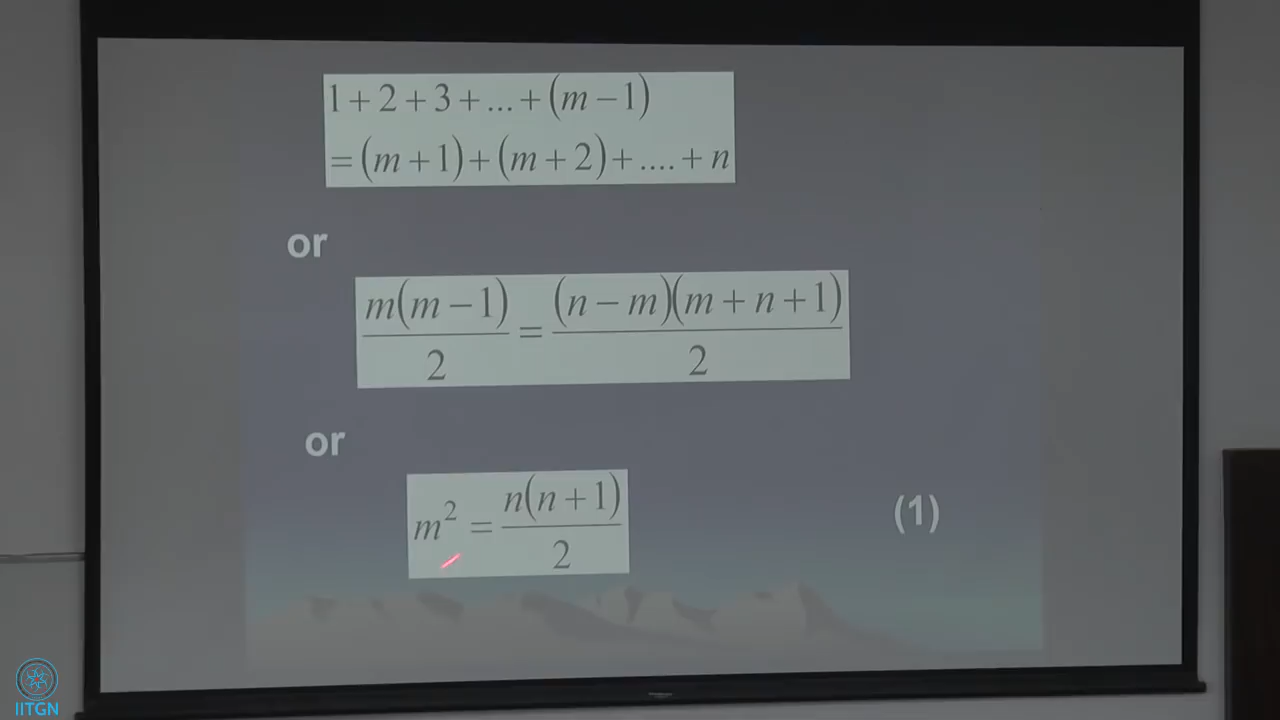 1 + 2 + 3 + ... + (m − 1)
= (m + 1) + (m + 2) + .... + n
or
m(m − 1)/2 = (n − m)(m + n + 1)/2
or
m² = n(n + 1)/2 (1)
IITGN